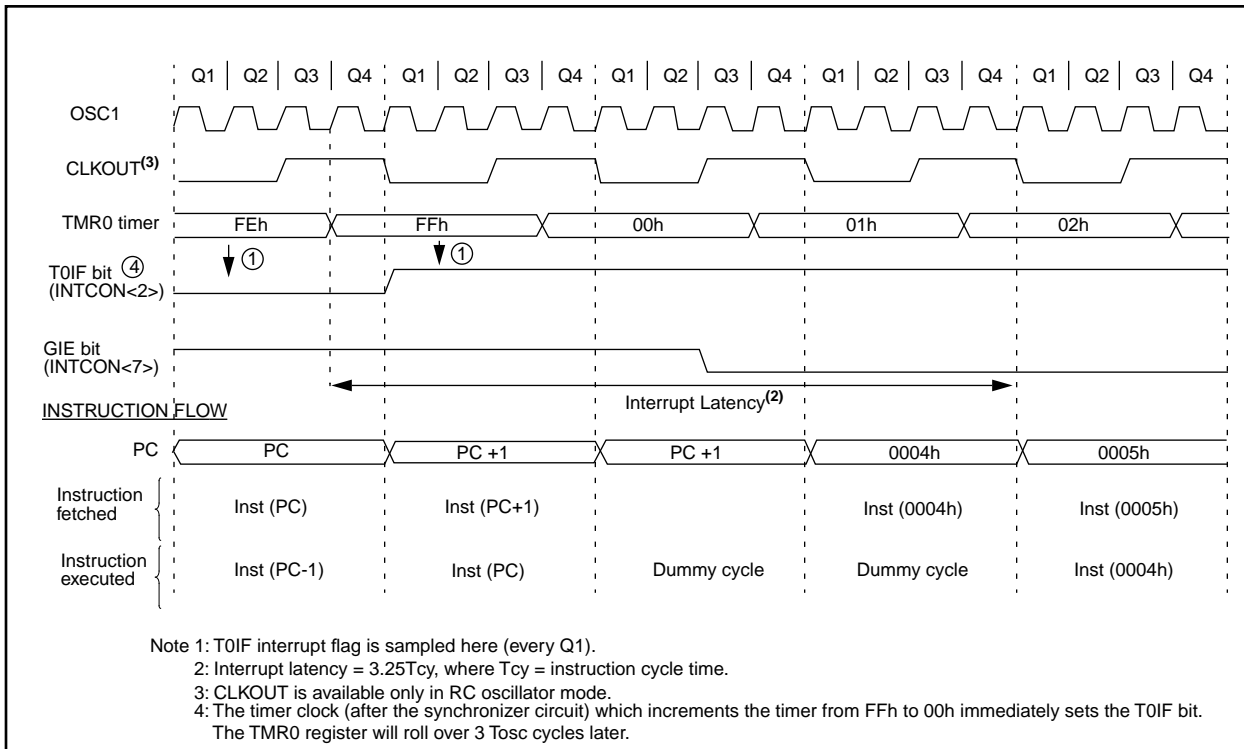 Q1 Q2 Q3 Q4 Q1 Q2 Q3 Q4 Q1 Q2 Q3 Q4 Q1 Q2 Q3 Q4 Q1 Q2 Q3 Q4
OSC1
CLKOUT(3)
TMR0 timer FEh FFh 00h 01h 02h
1 1
T0IF bit 4
(INTCON<2>)
GIE bit
(INTCON<7>)
Interrupt Latency(2)
INSTRUCTION FLOW
PC PC PC +1 PC +1 0004h 0005h
Instruction
fetched
Inst (PC) Inst (PC+1) Inst (0004h) Inst (0005h)
Instruction
executed
Inst (PC-1) Inst (PC) Dummy cycle Dummy cycle Inst (0004h)
Note 1: T0IF interrupt flag is sampled here (every Q1).
2: Interrupt latency = 3.25Tcy, where Tcy = instruction cycle time.
3: CLKOUT is available only in RC oscillator mode.
4: The timer clock (after the synchronizer circuit) which increments the timer from FFh to 00h immediately sets the T0IF bit.
The TMR0 register will roll over 3 Tosc cycles later.